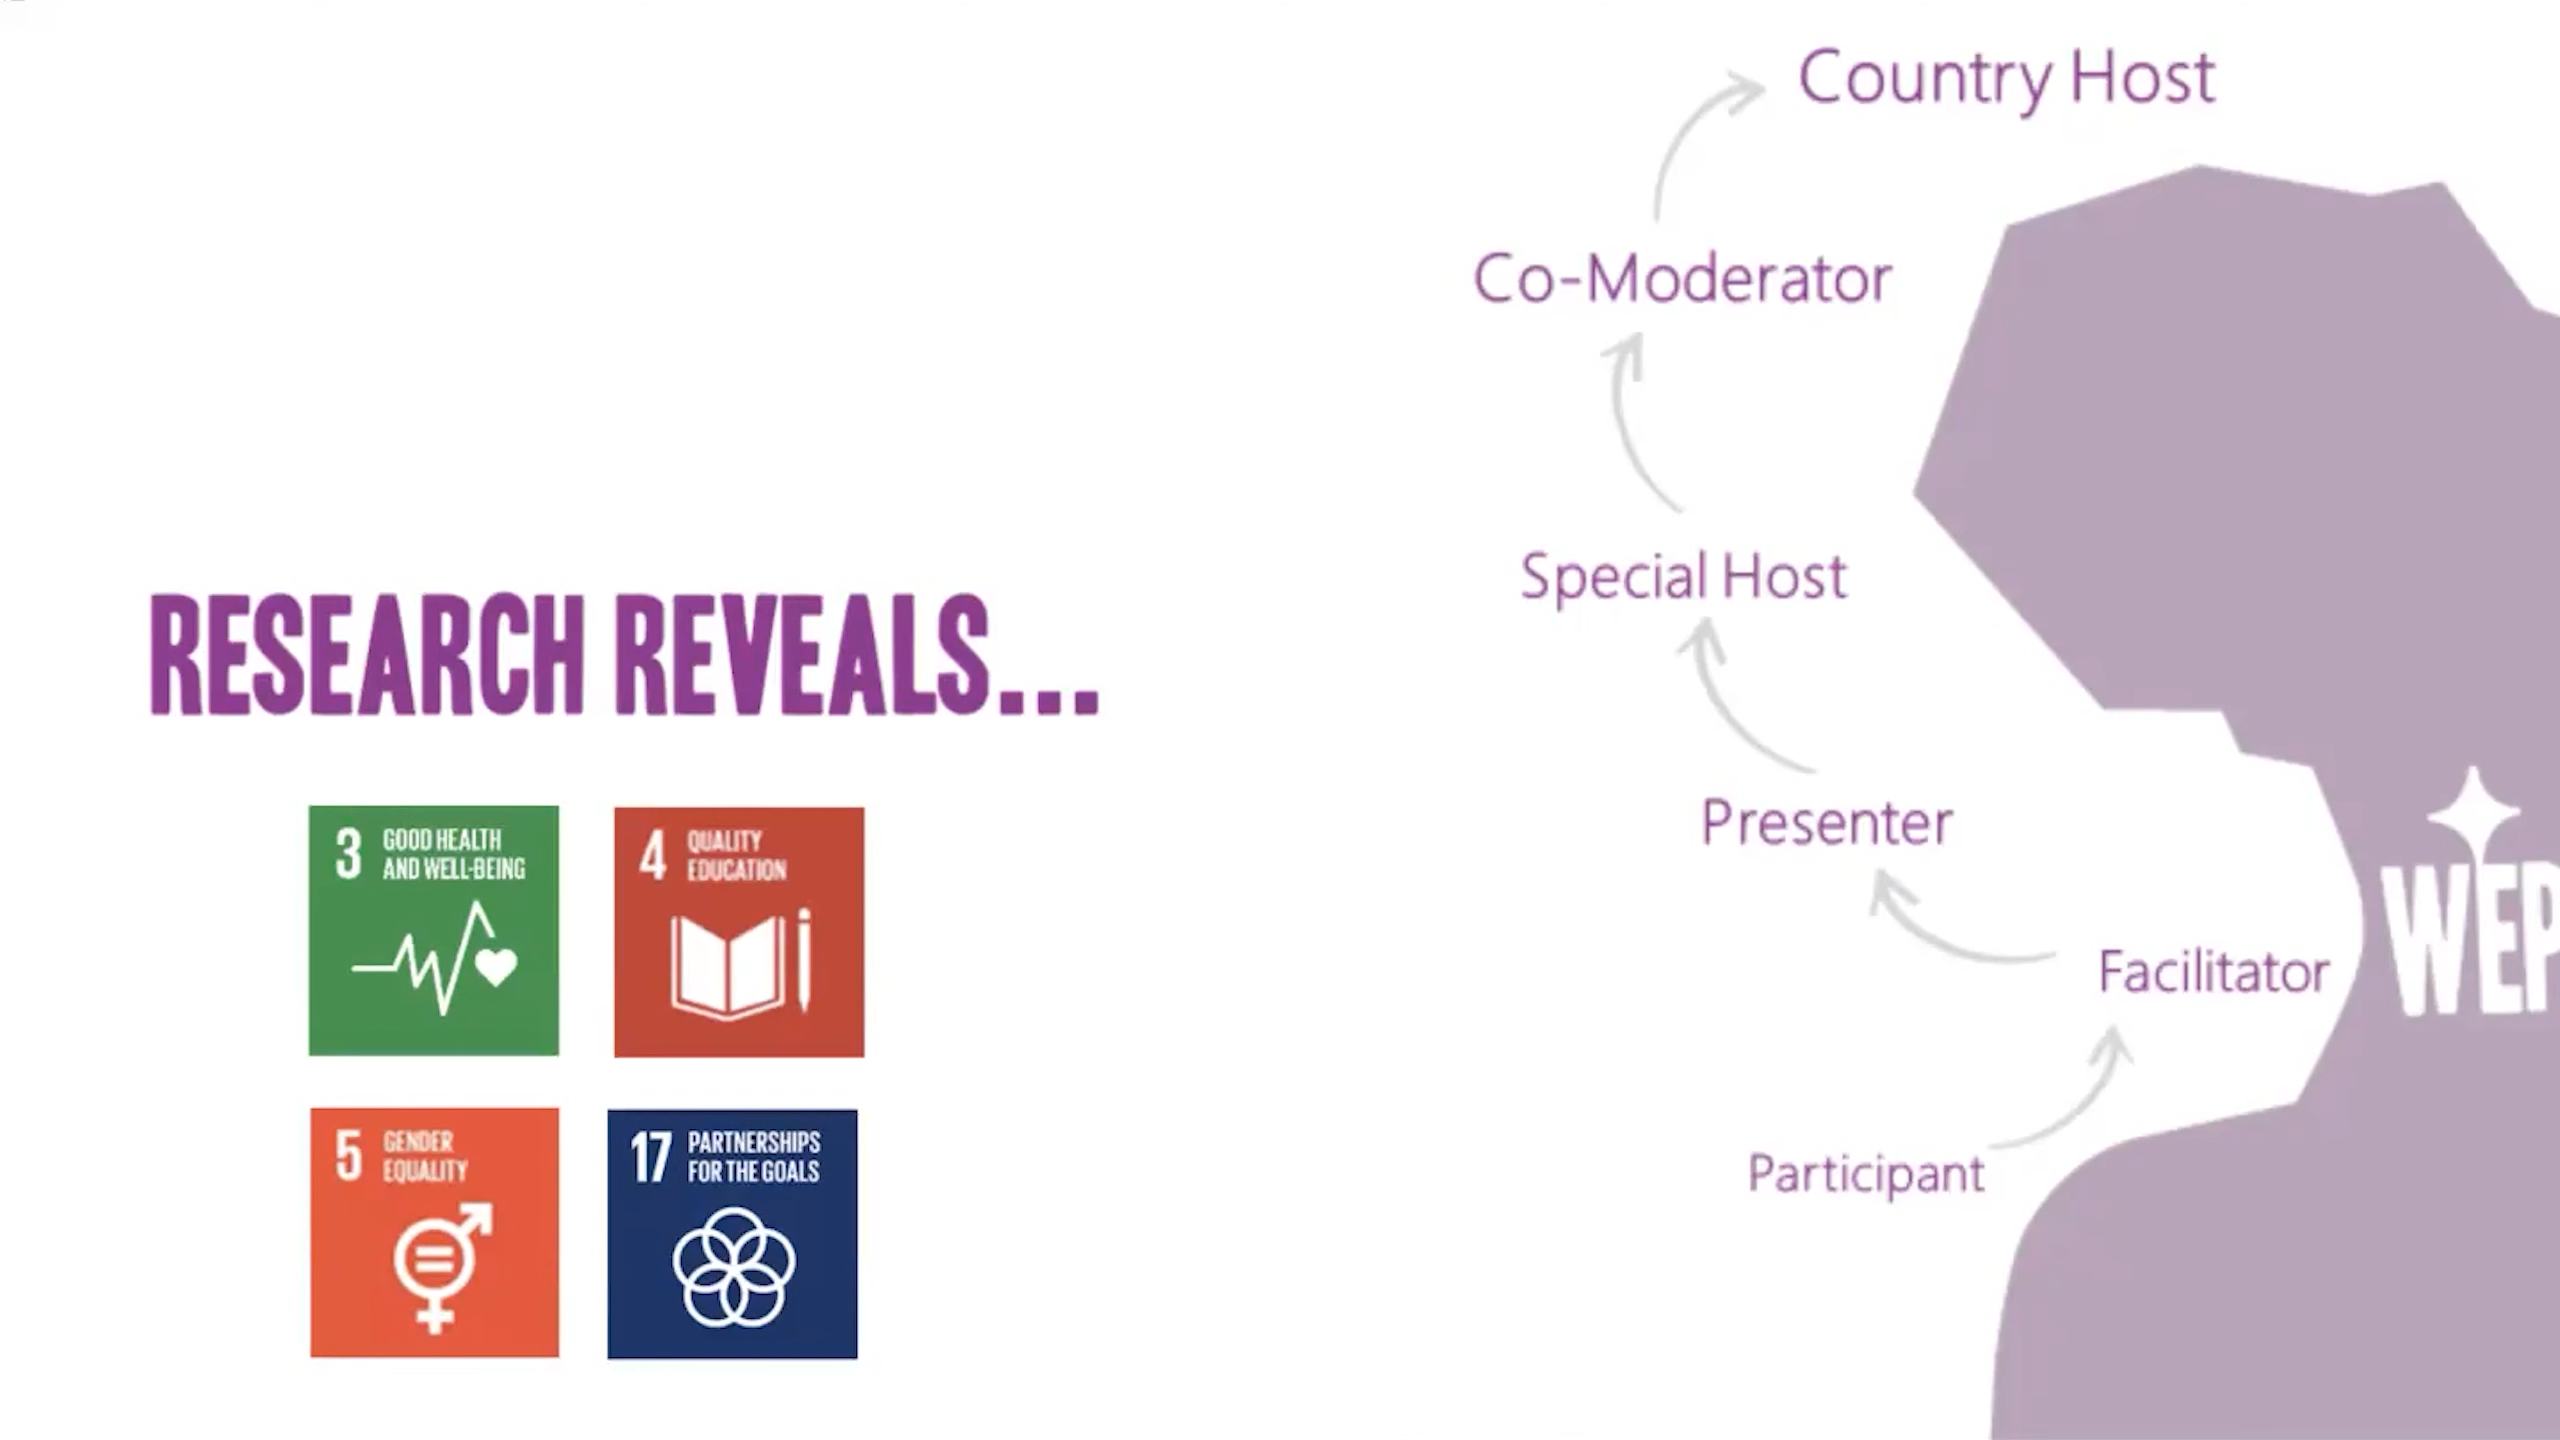 RESEARCH REVEALS...
3 GOOD HEALTH
AND WELL-BEING
4 QUALITY
EDUCATION
5 GENDER
EQUALITY
17 PARTNERSHIPS
FOR THE GOALS
Country Host
Co-Moderator
Special Host
Presenter
Facilitator
Participant
WEP